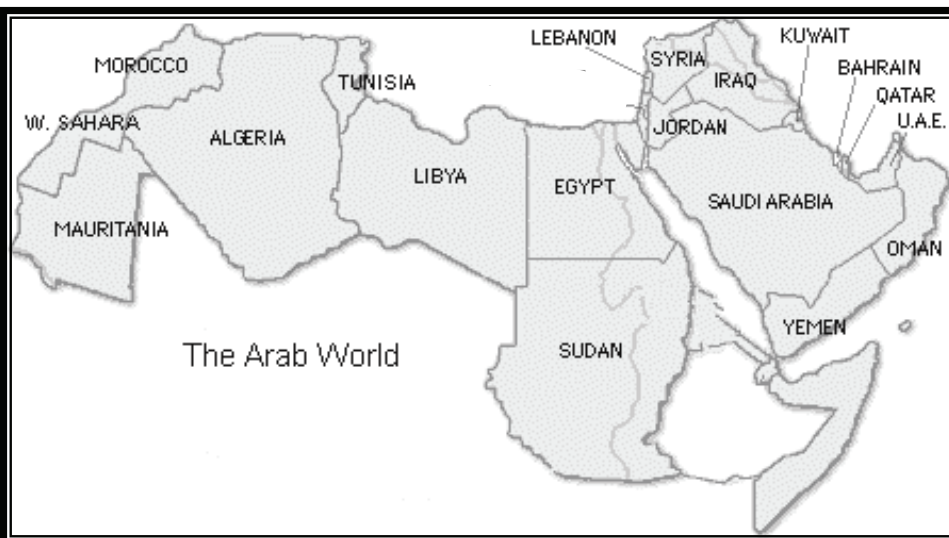 LEBANON
KUWAIT
SYRIA
MOROCCO
BAHRAIN
TUNISIA
IRAQ
QATAR
W. SAHARA
U.A.E.
JORDAN
ALGERIA
LIBYA
EGYPT
SAUDI ARABIA
MAURITANIA
OMAN
YEMEN
SUDAN
The Arab World